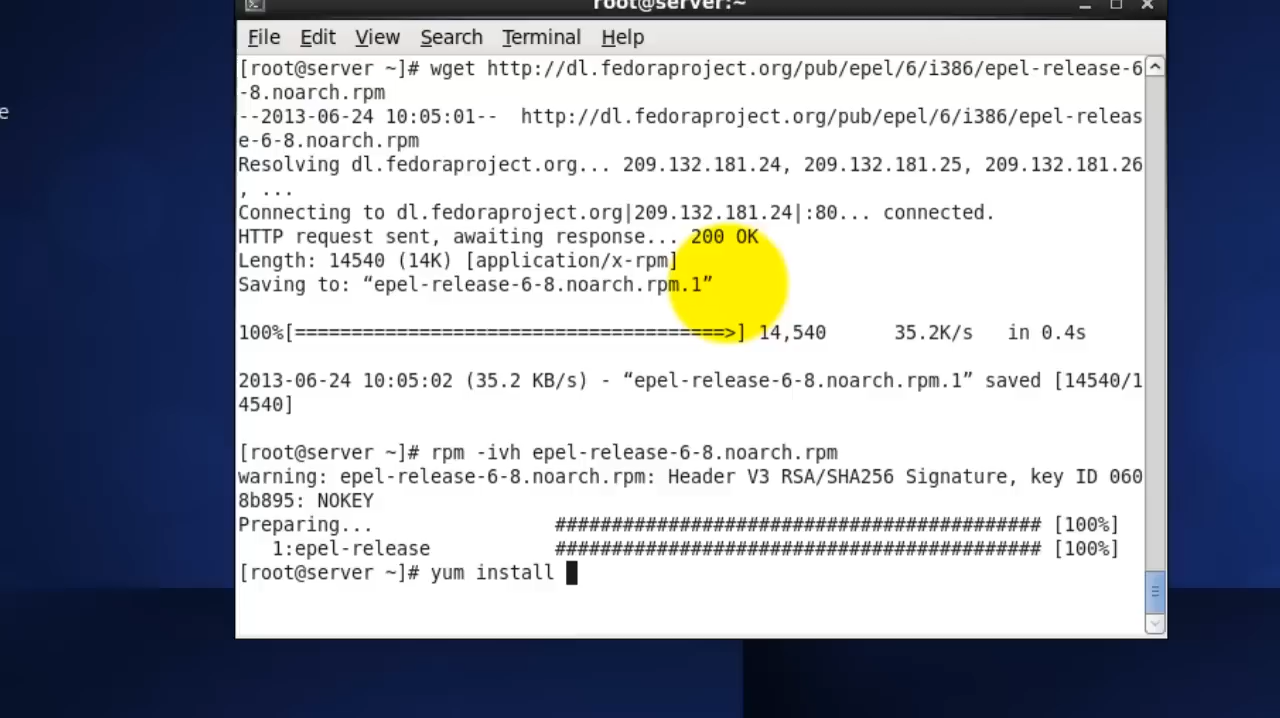 root@server:~
File Edit View Search Terminal Help
[root@server ~]# wget http://dl.fedoraproject.org/pub/epel/6/i386/epel-release-6
-8.noarch.rpm
--2013-06-24 10:05:01--  http://dl.fedoraproject.org/pub/epel/6/i386/epel-releas
e-6-8.noarch.rpm
Resolving dl.fedoraproject.org... 209.132.181.24, 209.132.181.25, 209.132.181.26
, ...
Connecting to dl.fedoraproject.org|209.132.181.24|:80... connected.
HTTP request sent, awaiting response... 200 OK
Length: 14540 (14K) [application/x-rpm]
Saving to: “epel-release-6-8.noarch.rpm.1”
100%[======================================>] 14,540      35.2K/s   in 0.4s
2013-06-24 10:05:02 (35.2 KB/s) - “epel-release-6-8.noarch.rpm.1” saved [14540/1
4540]
[root@server ~]# rpm -ivh epel-release-6-8.noarch.rpm
warning: epel-release-6-8.noarch.rpm: Header V3 RSA/SHA256 Signature, key ID 060
8b895: NOKEY
Preparing...                ########################################### [100%]
   1:epel-release           ########################################### [100%]
[root@server ~]# yum install
e